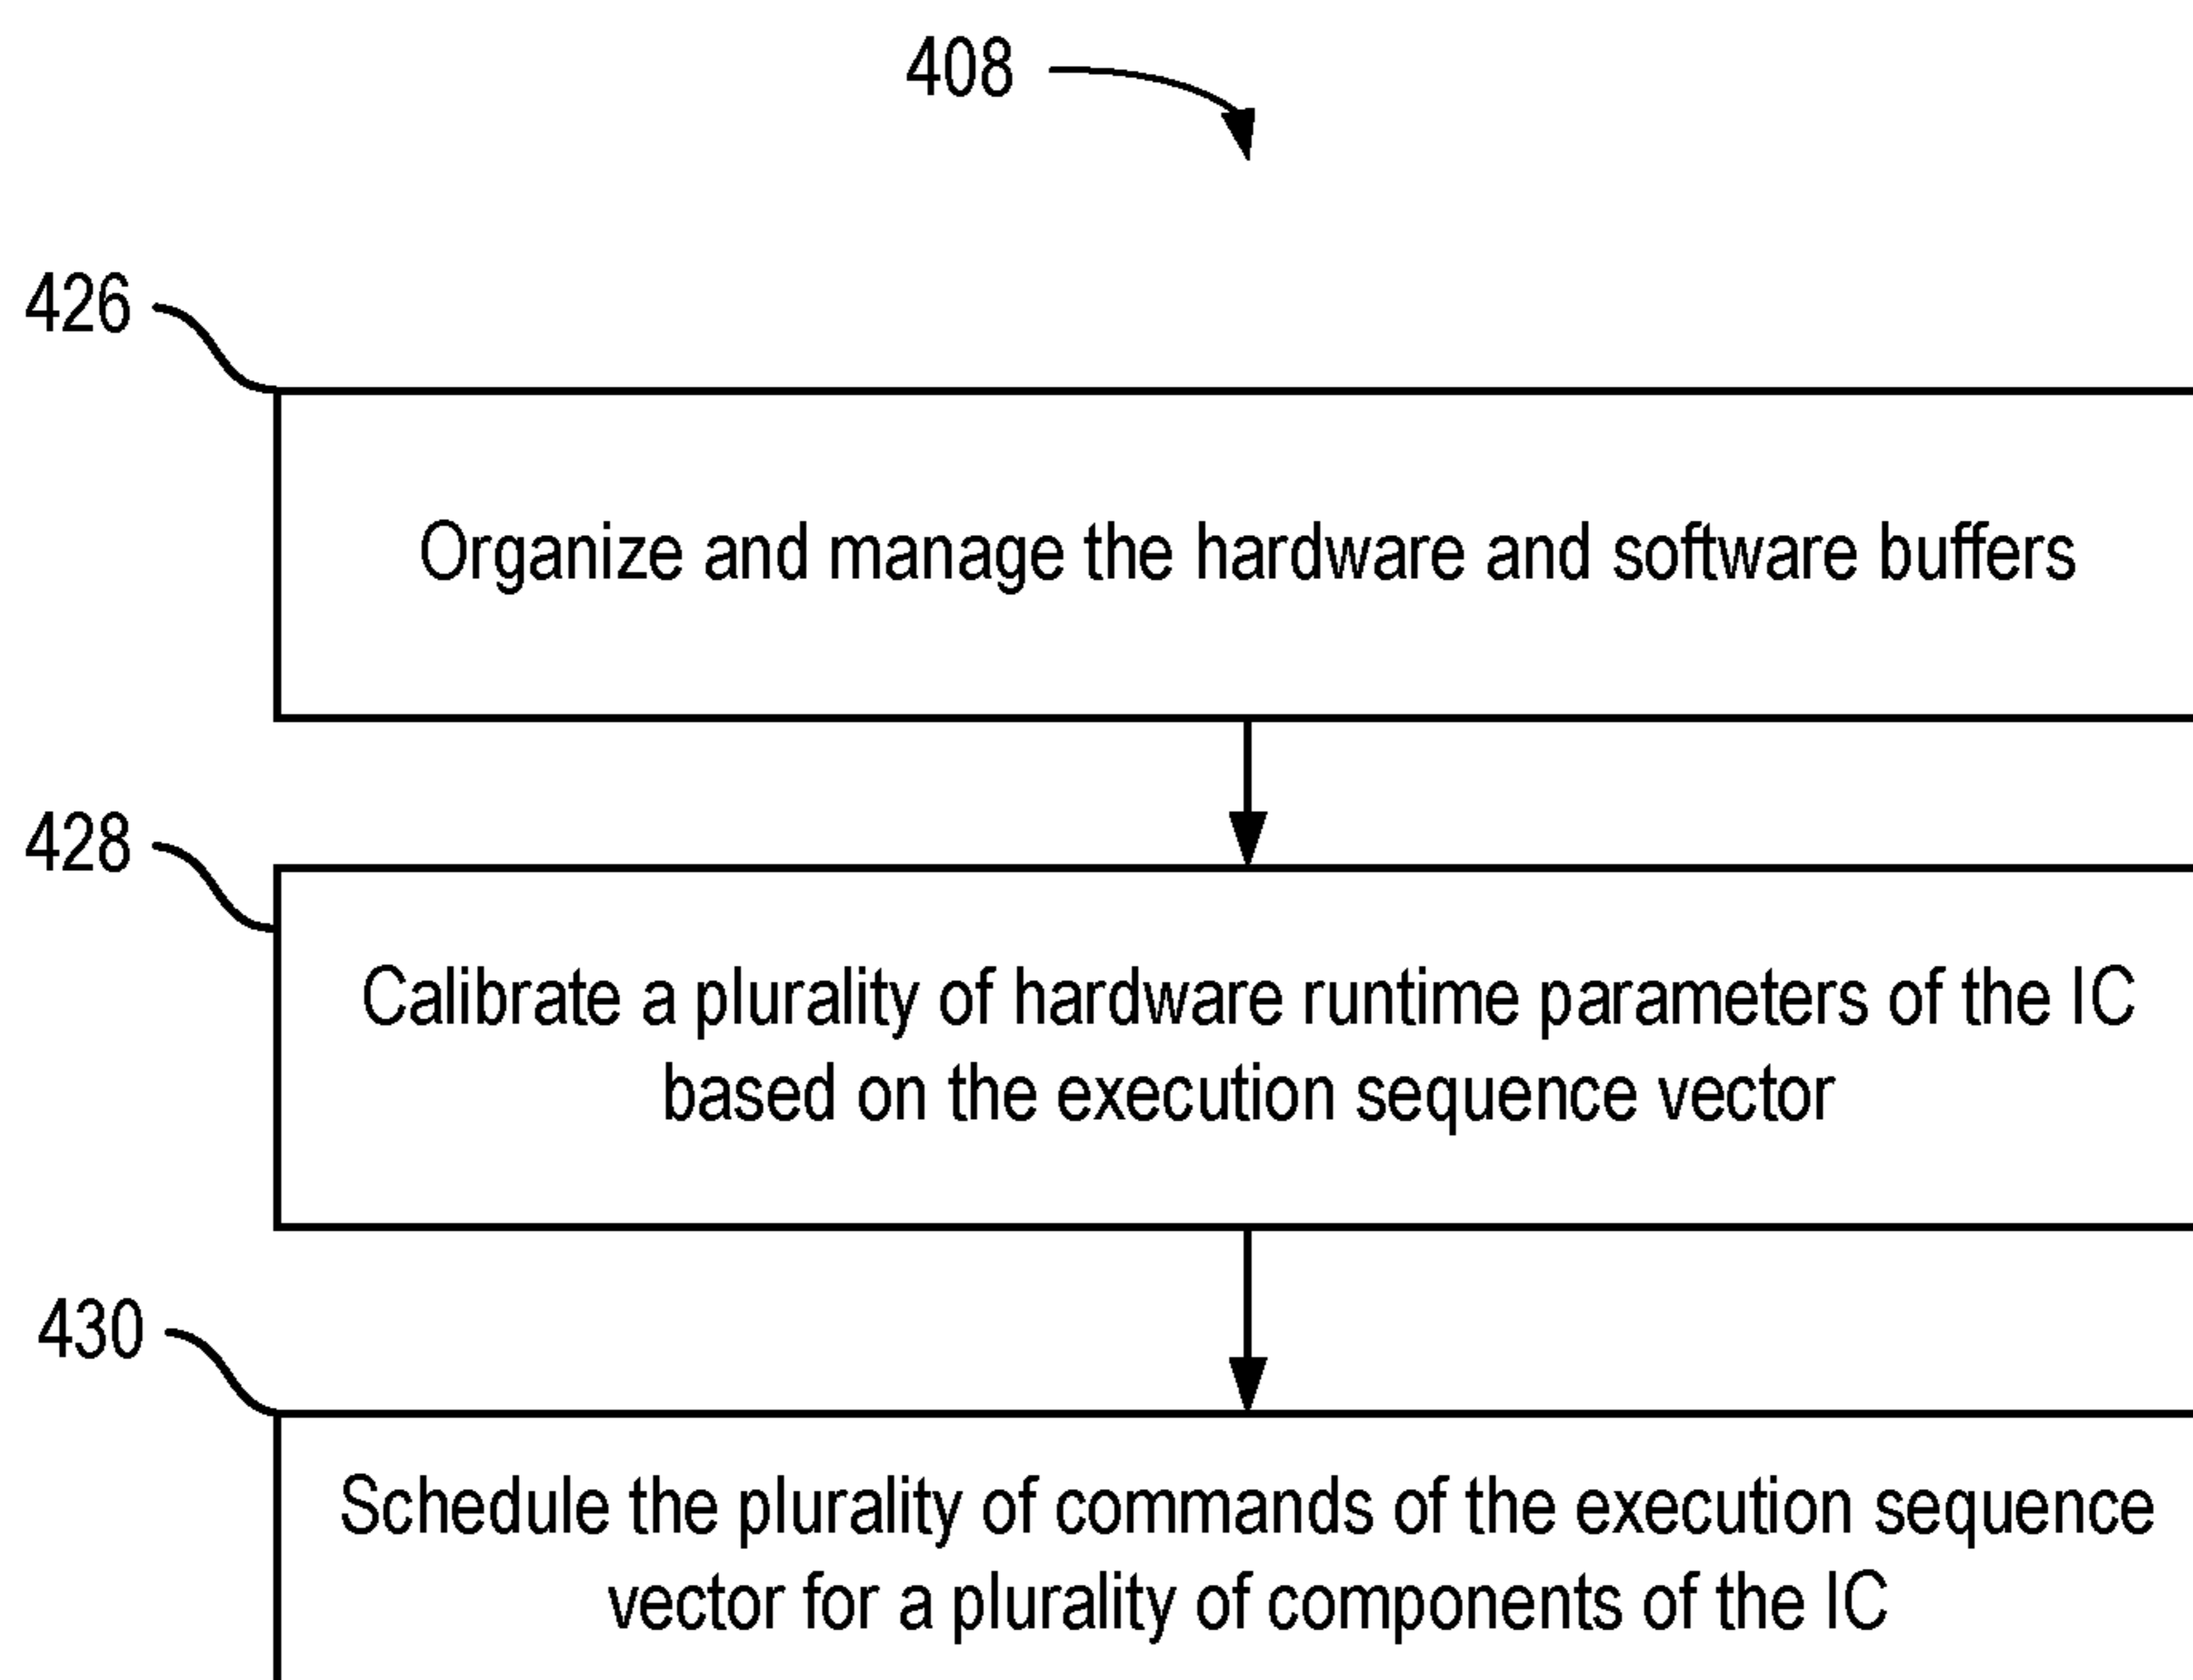 408
426
Organize and manage the hardware and software buffers
428
Calibrate a plurality of hardware runtime parameters of the IC
based on the execution sequence vector
430
Schedule the plurality of commands of the execution sequence
vector for a plurality of components of the IC